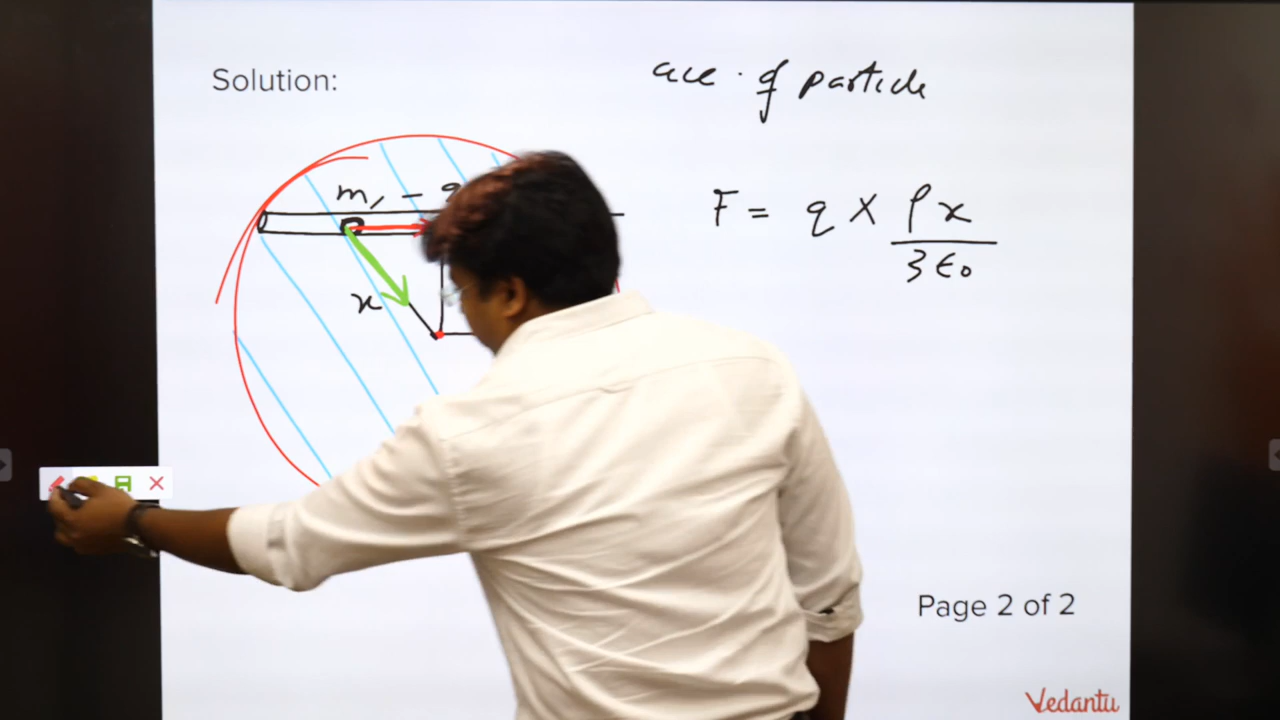 Solution:
acc. of particle
m, - q
F = q × ρx / 3ε₀
x
Page 2 of 2
Vedantu